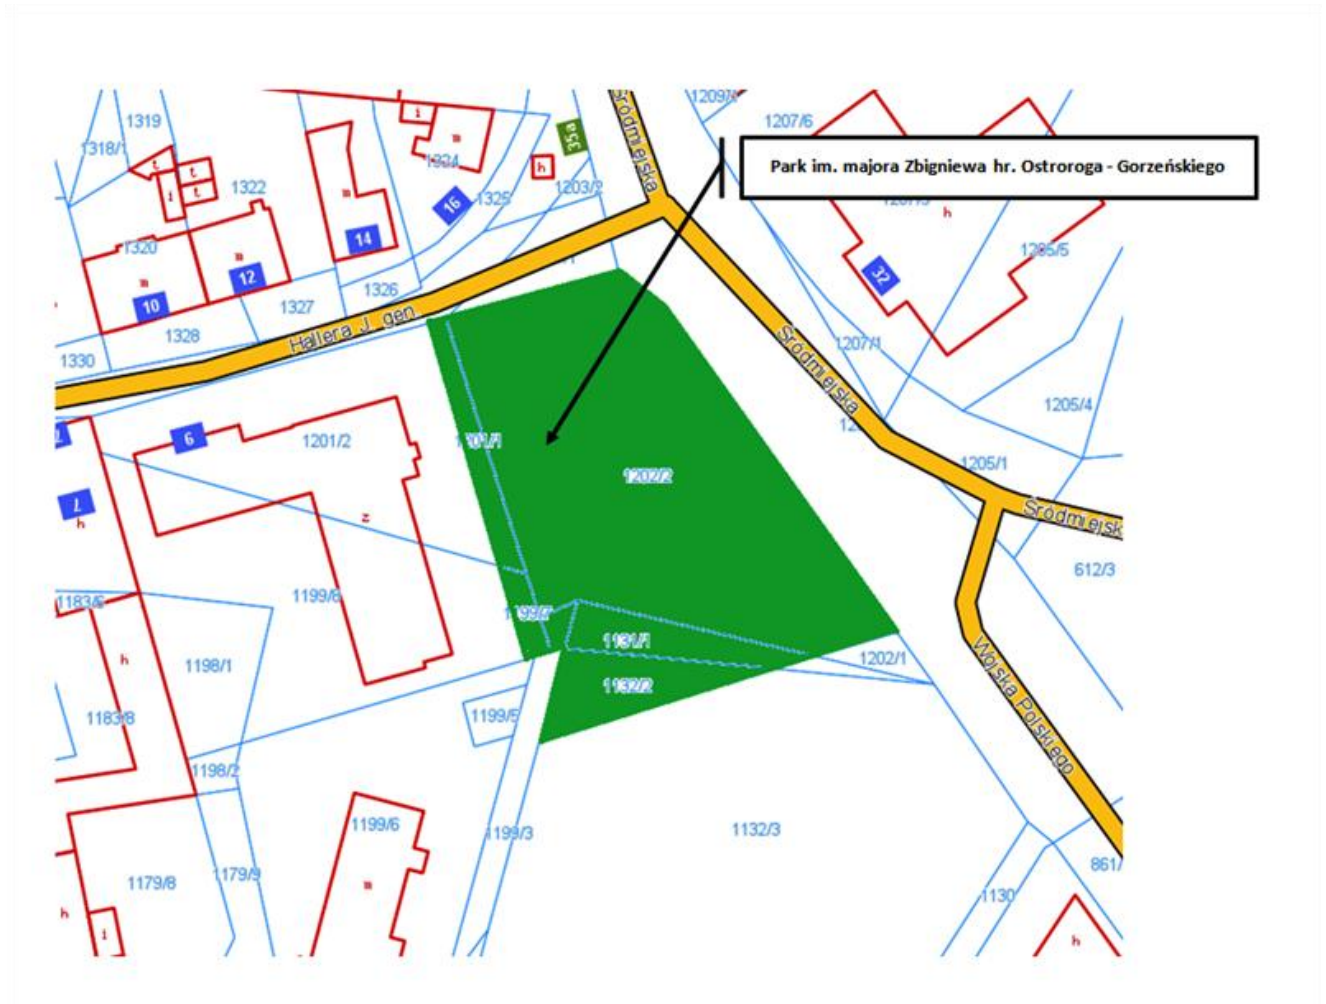 1319
1209/1
1207/6
1318/1
35a
Śródmiejska
t
t
i
t
i
m
1324
h
1322
m
16
1325
1203/2
Park im. majora Zbigniewa hr. Ostroroga - Gorzeńskiego
h
1320
m
14
1205/5
m
12
32
10
1327
1326
1328
Hallera J. gen
1330
Śródmiejska
1207/1
1205/4
6
1201/2
1201/1
1205/1
1202/2
7
h
z
Śródmiejsk
612/3
1183/6
1199/8
1199/7
1131/1
h
1198/1
1202/1
1132/2
Wojska Polskiego
1183/8
1199/5
1198/2
1199/6
1199/3
1132/3
861/
1179/8
1179/9
m
1130
h
i
h